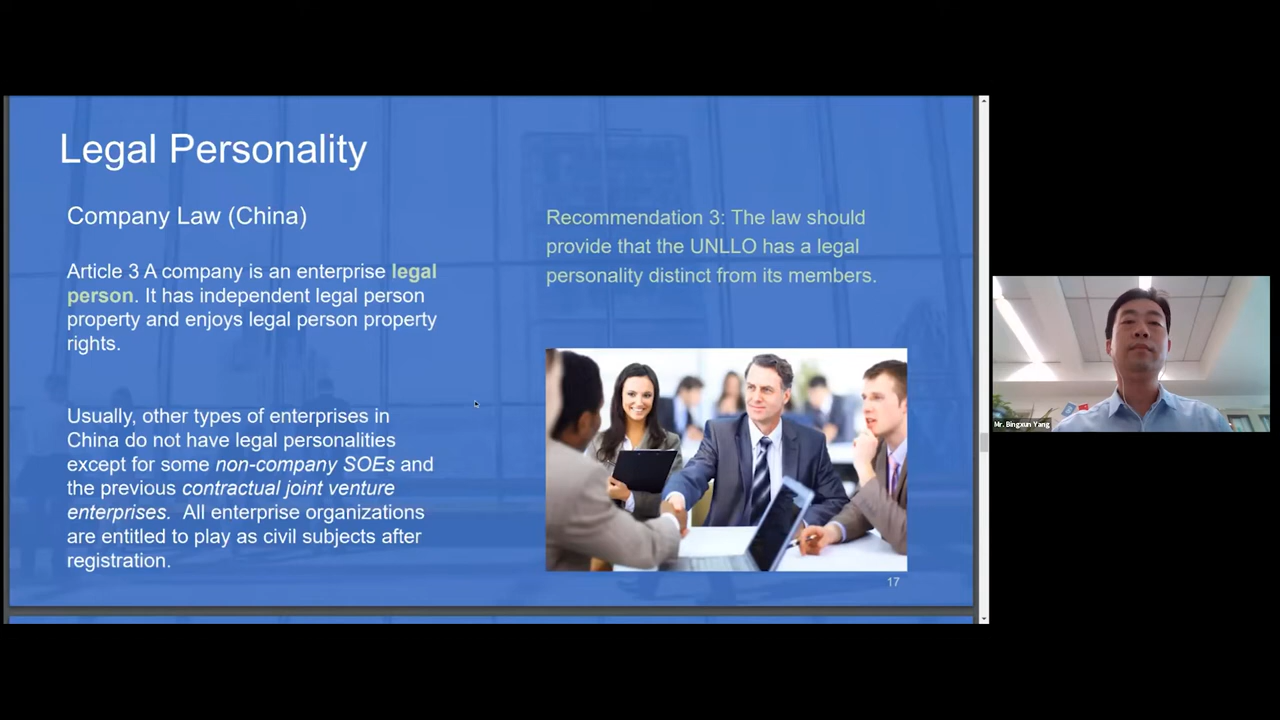 Legal Personality
Company Law (China)
Article 3 A company is an enterprise legal
person. It has independent legal person
property and enjoys legal person property
rights.
Usually, other types of enterprises in
China do not have legal personalities
except for some non-company SOEs and
the previous contractual joint venture
enterprises. All enterprise organizations
are entitled to play as civil subjects after
registration.
Recommendation 3: The law should
provide that the UNLLO has a legal
personality distinct from its members.
17
Mr. Bingxun Yang